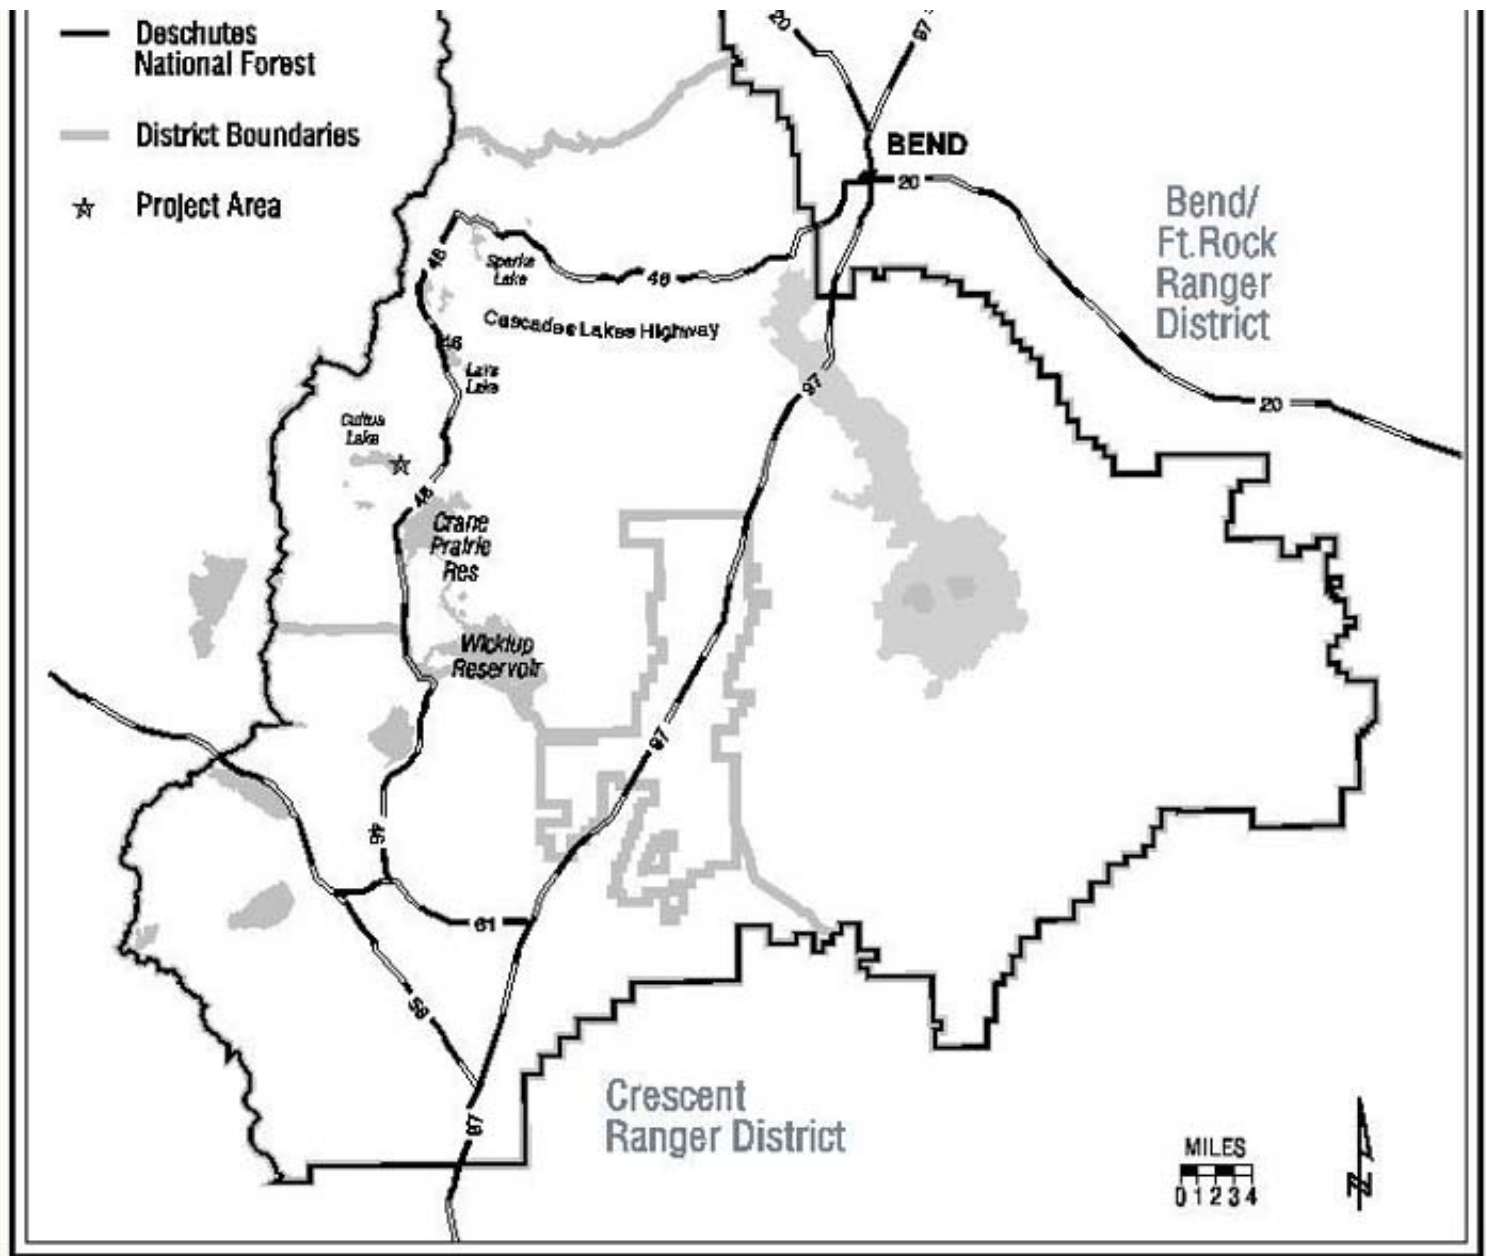 Deschutes
National Forest
District Boundaries
Project Area
20
97
BEND
20
Bend/
Ft.Rock
Ranger
District
46
Sparks
Lake
46
Cascades Lakes Highway
46
Lava
Lake
97
20
Cultus
Lake
46
Crane
Prairie
Res
Wickiup
Reservoir
97
46
61
58
Crescent
Ranger District
97
MILES
0 1 2 3 4